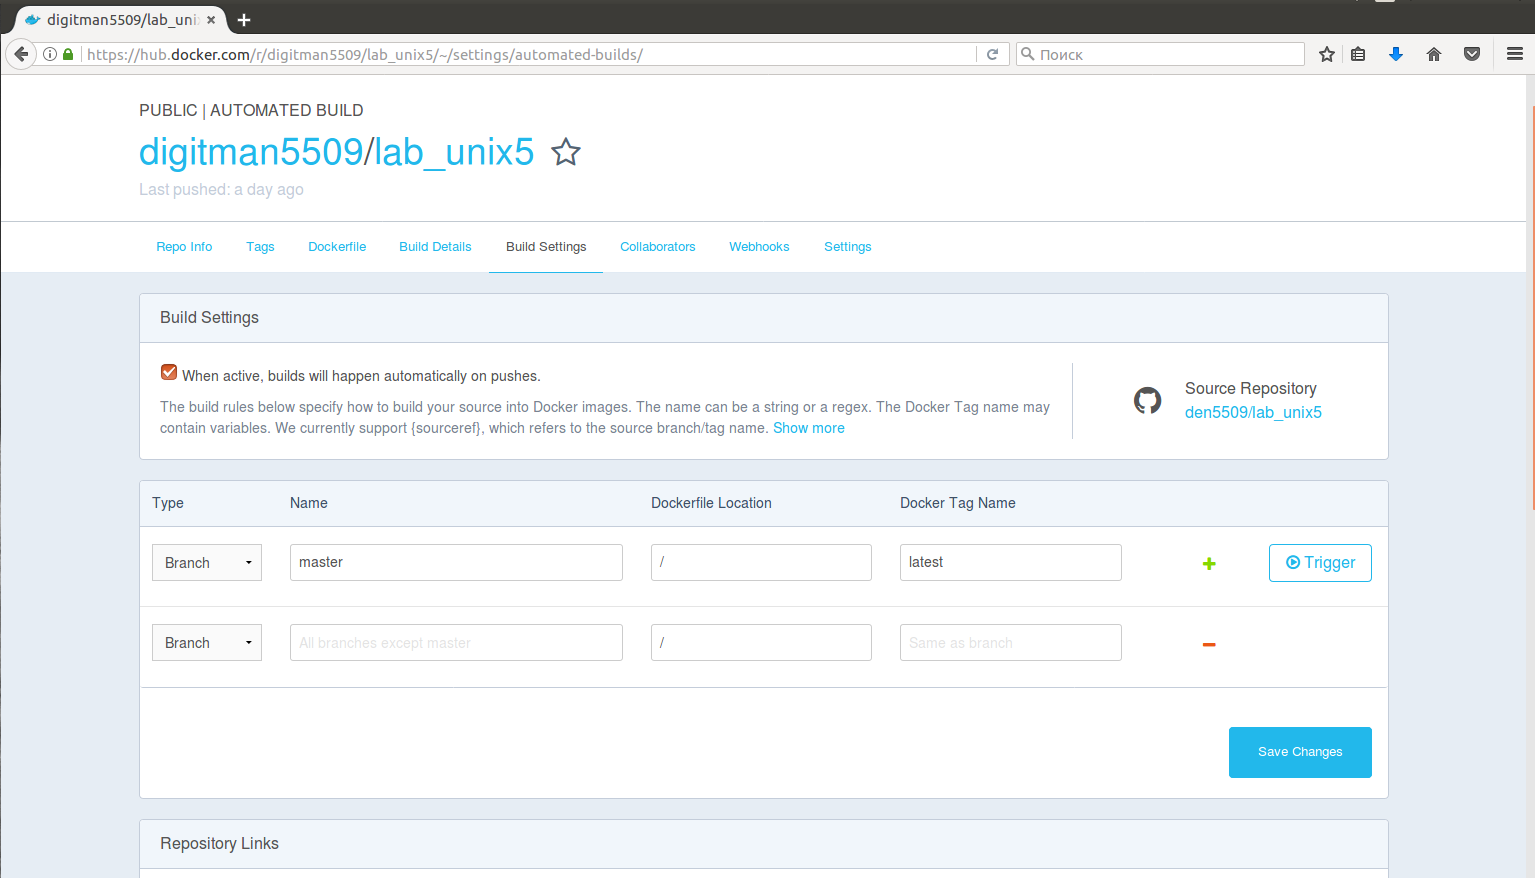 digitman5509/lab_uni
https://hub.docker.com/r/digitman5509/lab_unix5/~/settings/automated-builds/
Поиск
PUBLIC | AUTOMATED BUILD
digitman5509/lab_unix5
Last pushed: a day ago
Repo Info Tags Dockerfile Build Details Build Settings Collaborators Webhooks Settings
Build Settings
When active, builds will happen automatically on pushes.
The build rules below specify how to build your source into Docker images. The name can be a string or a regex. The Docker Tag name may
contain variables. We currently support {sourceref}, which refers to the source branch/tag name. Show more
Source Repository
den5509/lab_unix5
Type Name Dockerfile Location Docker Tag Name
Branch master / latest Trigger
Branch All branches except master / Same as branch
Save Changes
Repository Links